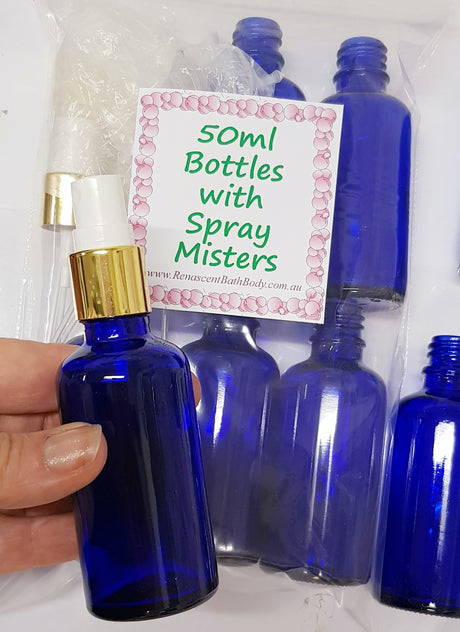 50ml
Bottles
with
Spray
Misters
www.RenascentBathBody.com.au